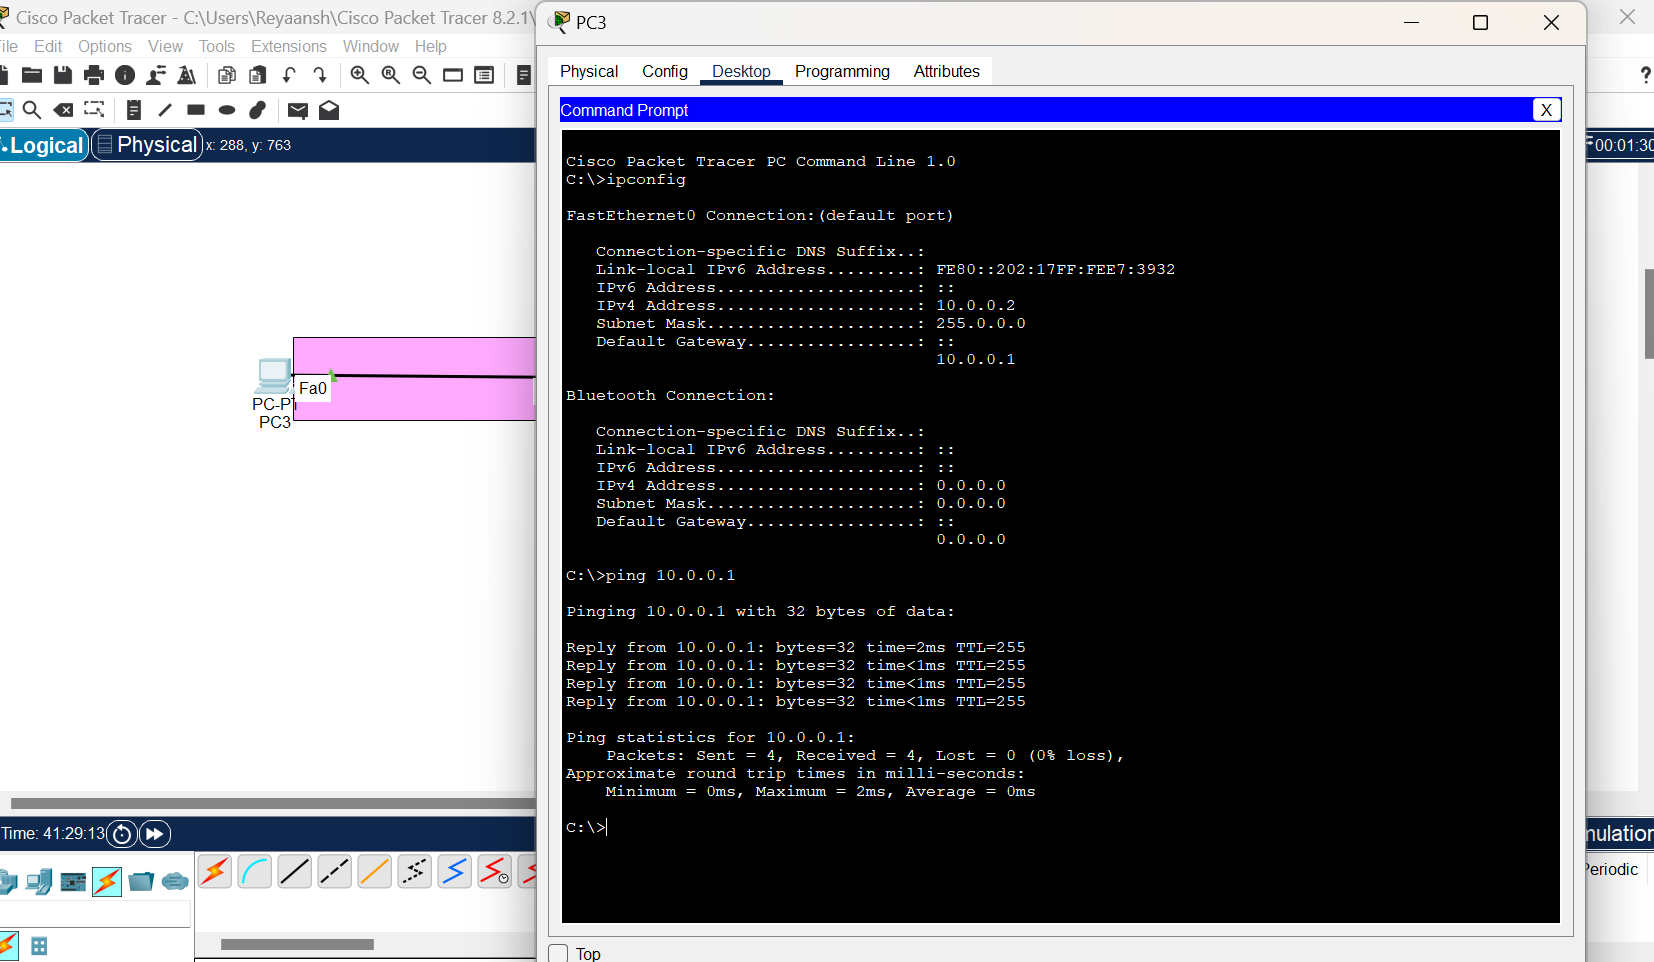 Cisco Packet Tracer - C:\Users\Reyaansh\Cisco Packet Tracer 8.2.1\
File Edit Options View Tools Extensions Window Help
Logical Physical x: 288, y: 763
Fa0
PC-PT
PC3
Time: 41:29:13
PC3
Physical Config Desktop Programming Attributes
Command Prompt X
Cisco Packet Tracer PC Command Line 1.0
C:\>ipconfig
FastEthernet0 Connection:(default port)
Connection-specific DNS Suffix..:
Link-local IPv6 Address.........: FE80::202:17FF:FEE7:3932
IPv6 Address....................: ::
IPv4 Address....................: 10.0.0.2
Subnet Mask.....................: 255.0.0.0
Default Gateway.................: ::
10.0.0.1
Bluetooth Connection:
Connection-specific DNS Suffix..:
Link-local IPv6 Address.........: ::
IPv6 Address....................: ::
IPv4 Address....................: 0.0.0.0
Subnet Mask.....................: 0.0.0.0
Default Gateway.................: ::
0.0.0.0
C:\>ping 10.0.0.1
Pinging 10.0.0.1 with 32 bytes of data:
Reply from 10.0.0.1: bytes=32 time=2ms TTL=255
Reply from 10.0.0.1: bytes=32 time<1ms TTL=255
Reply from 10.0.0.1: bytes=32 time<1ms TTL=255
Reply from 10.0.0.1: bytes=32 time<1ms TTL=255
Ping statistics for 10.0.0.1:
Packets: Sent = 4, Received = 4, Lost = 0 (0% loss),
Approximate round trip times in milli-seconds:
Minimum = 0ms, Maximum = 2ms, Average = 0ms
C:\>
Top
?
00:01:30
mulation
Periodic